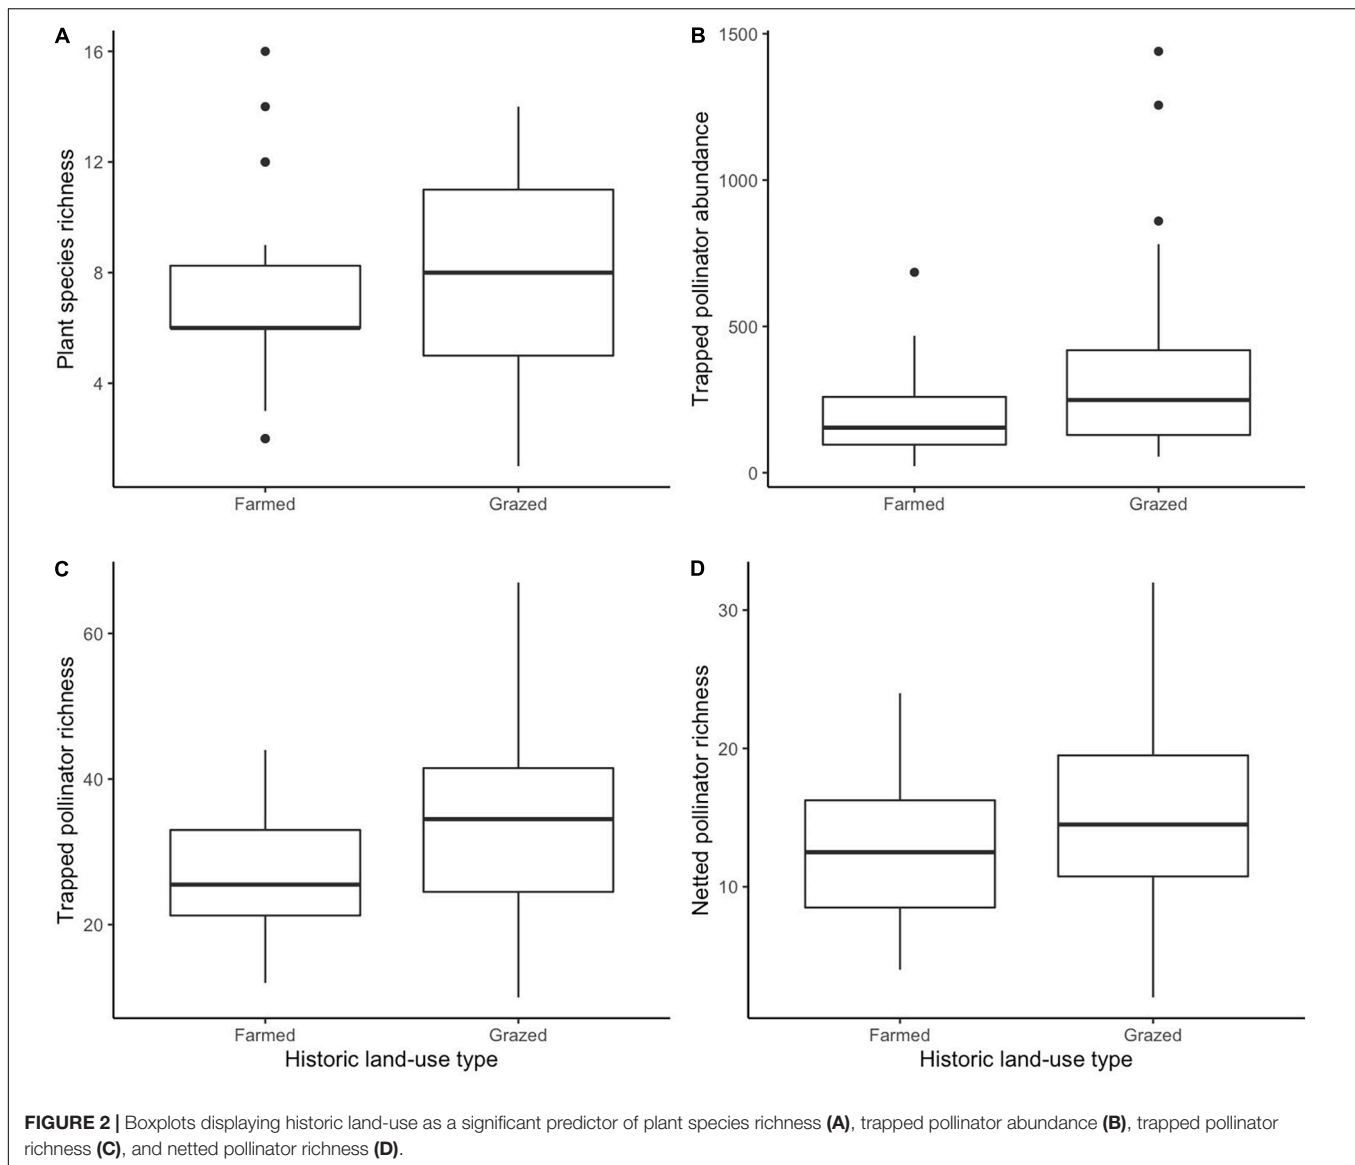 A
Plant species richness
16
12
8
4
Farmed
Grazed
B
Trapped pollinator abundance
1500
1000
500
0
Farmed
Grazed
C
Trapped pollinator richness
60
40
20
Farmed
Grazed
Historic land-use type
D
Netted pollinator richness
30
20
10
Farmed
Grazed
Historic land-use type
FIGURE 2 | Boxplots displaying historic land-use as a significant predictor of plant species richness (A), trapped pollinator abundance (B), trapped pollinator
richness (C), and netted pollinator richness (D).